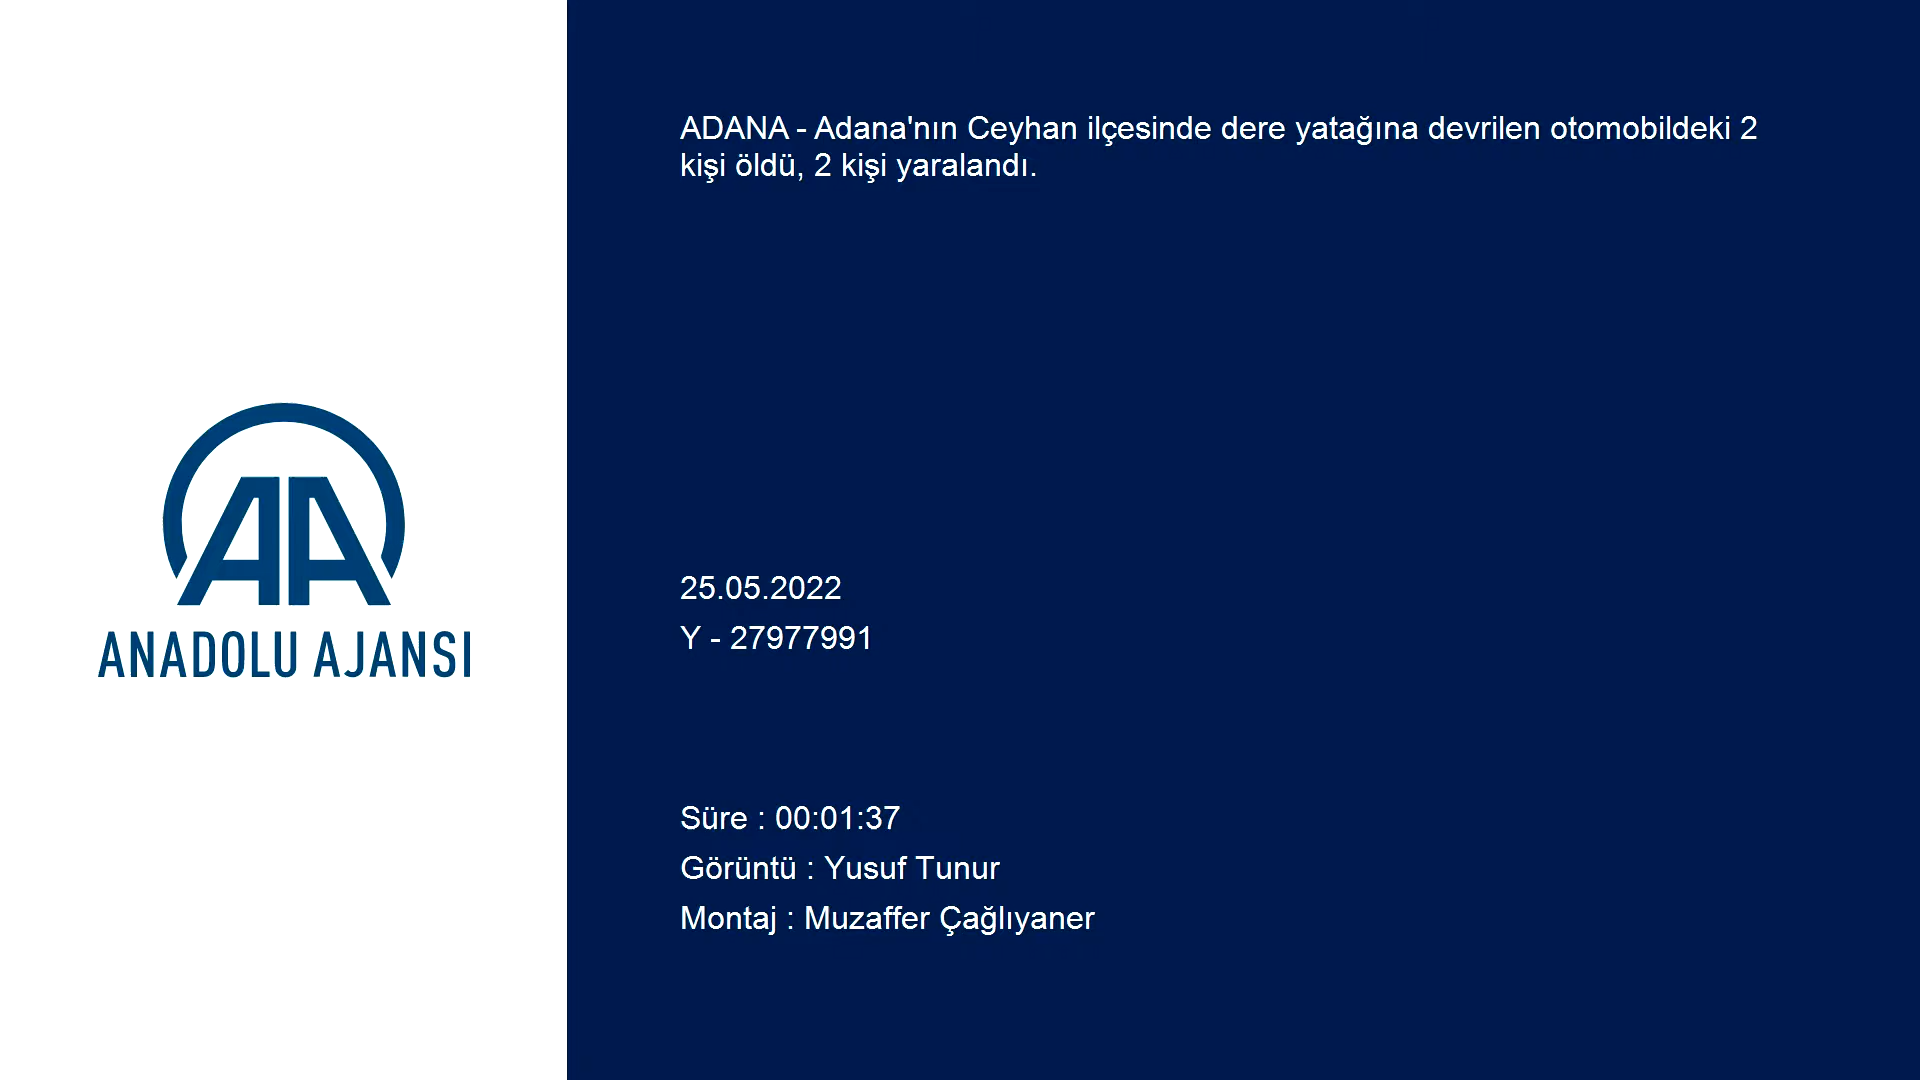 ADANA - Adana'nın Ceyhan ilçesinde dere yatağına devrilen otomobildeki 2
kişi öldü, 2 kişi yaralandı.
AA
ANADOLU AJANSI
25.05.2022
Y - 27977991
Süre : 00:01:37
Görüntü : Yusuf Tunur
Montaj : Muzaffer Çağlıyaner